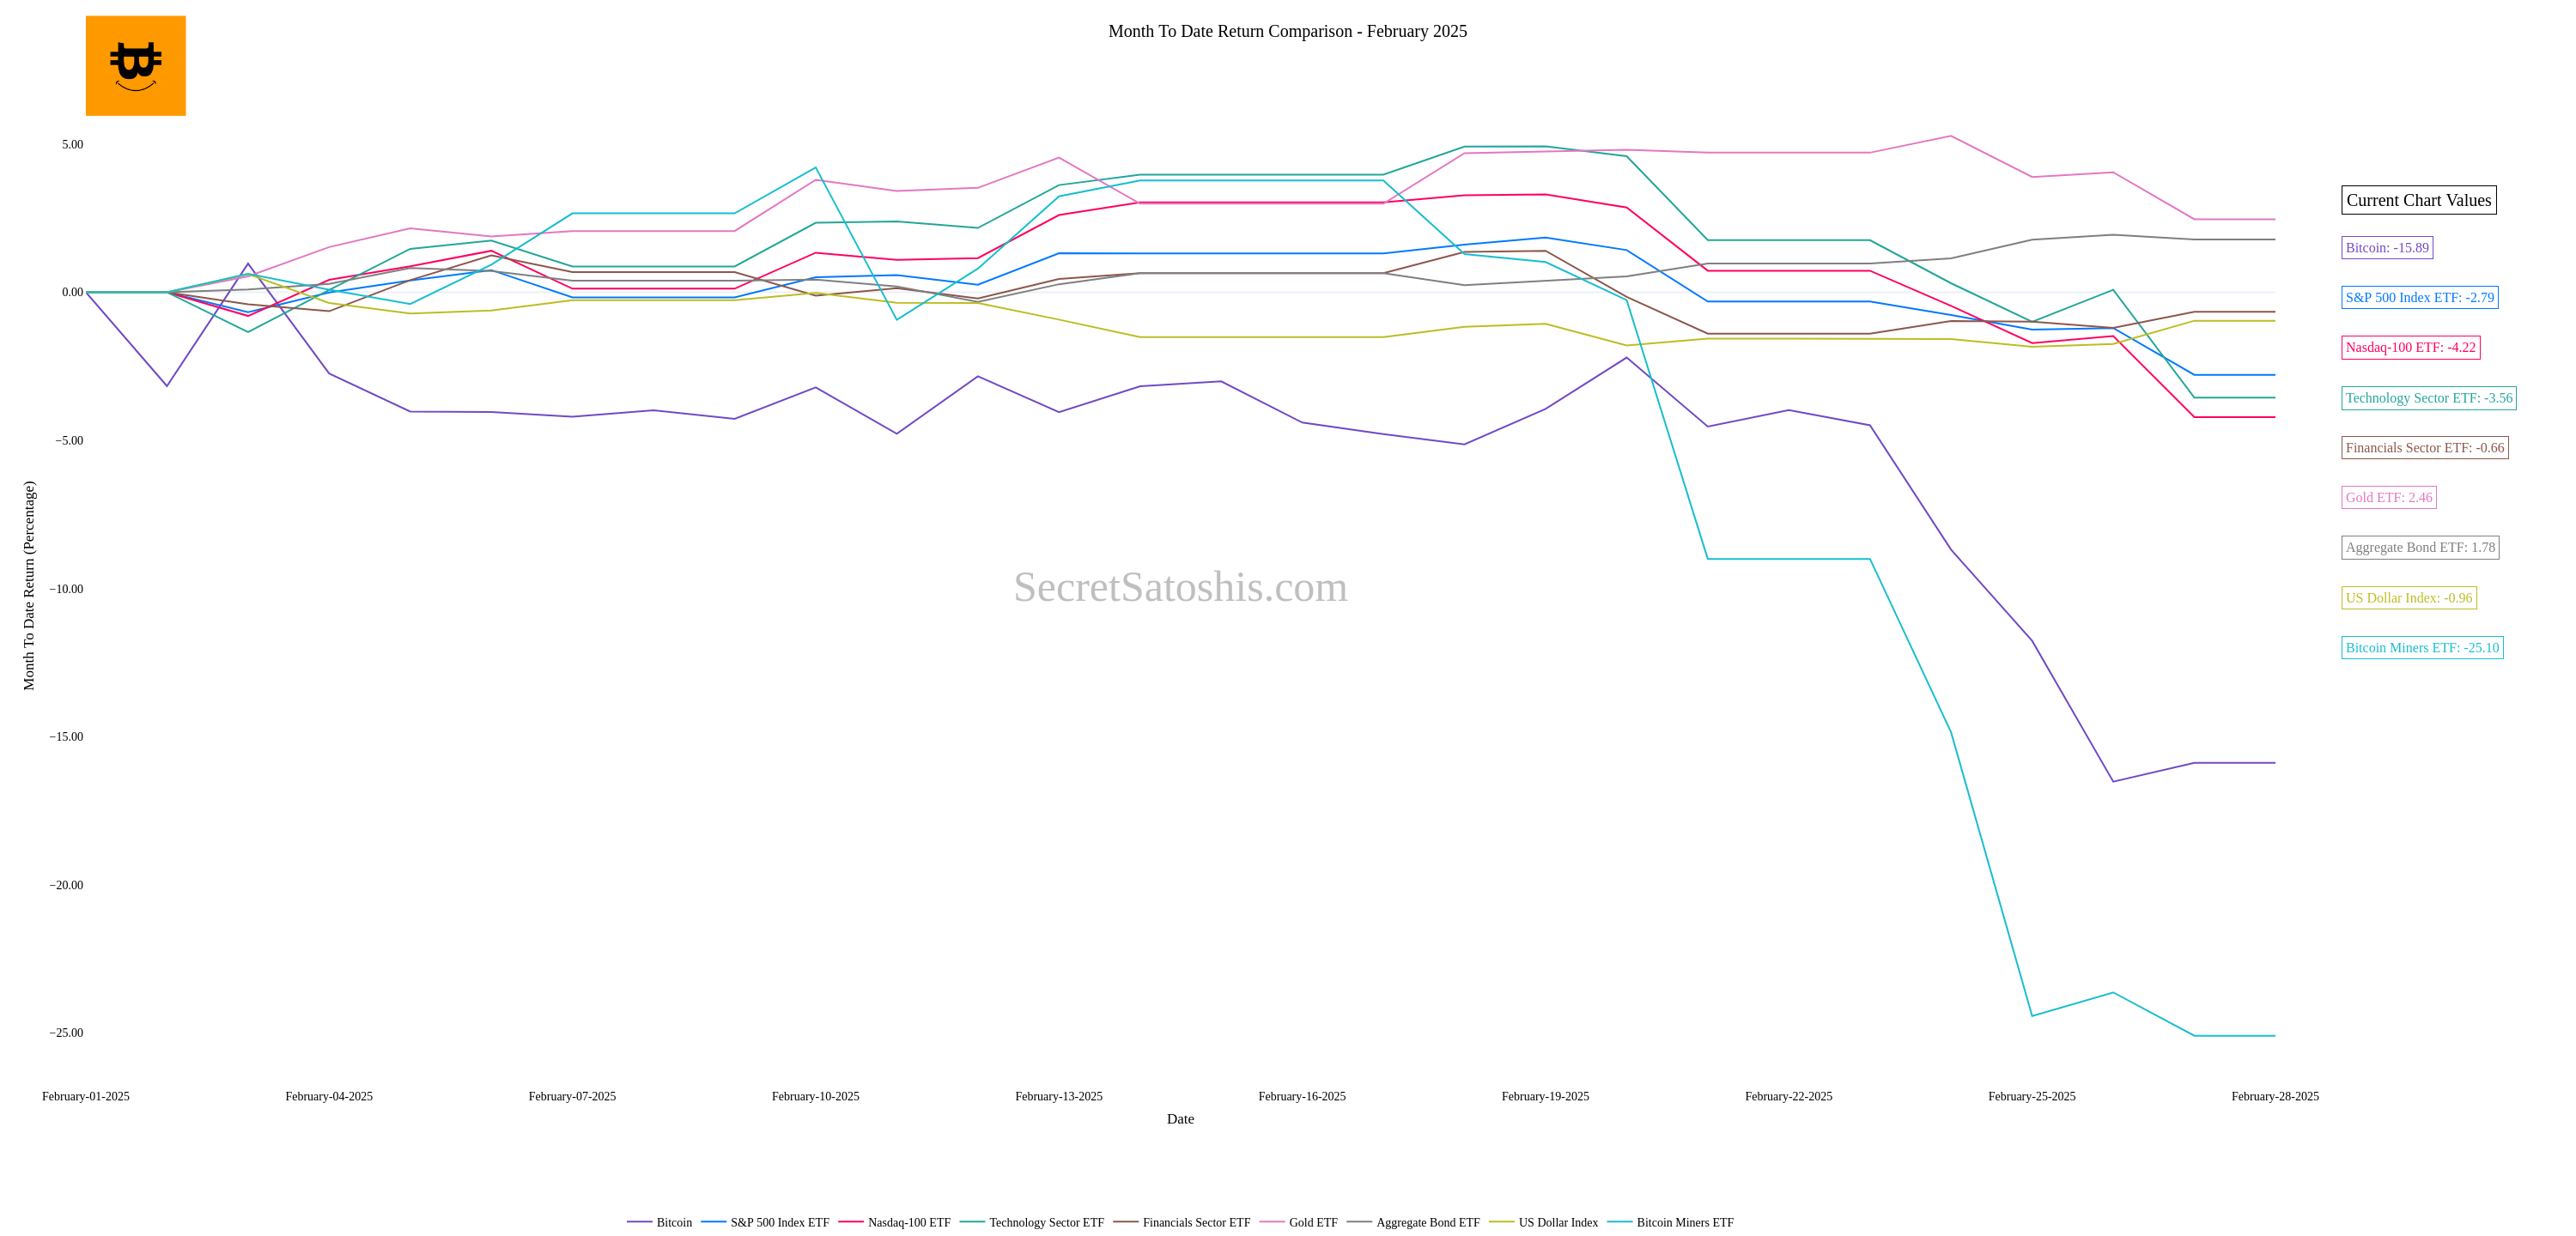 Month To Date Return Comparison - February 2025
5.00
0.00
−5.00
−10.00
−15.00
−20.00
−25.00
Month To Date Return (Percentage)
SecretSatoshis.com
Current Chart Values
Bitcoin: -15.89
S&P 500 Index ETF: -2.79
Nasdaq-100 ETF: -4.22
Technology Sector ETF: -3.56
Financials Sector ETF: -0.66
Gold ETF: 2.46
Aggregate Bond ETF: 1.78
US Dollar Index: -0.96
Bitcoin Miners ETF: -25.10
February-01-2025 February-04-2025 February-07-2025 February-10-2025 February-13-2025 February-16-2025 February-19-2025 February-22-2025 February-25-2025 February-28-2025
Date
Bitcoin S&P 500 Index ETF Nasdaq-100 ETF Technology Sector ETF Financials Sector ETF Gold ETF Aggregate Bond ETF US Dollar Index Bitcoin Miners ETF